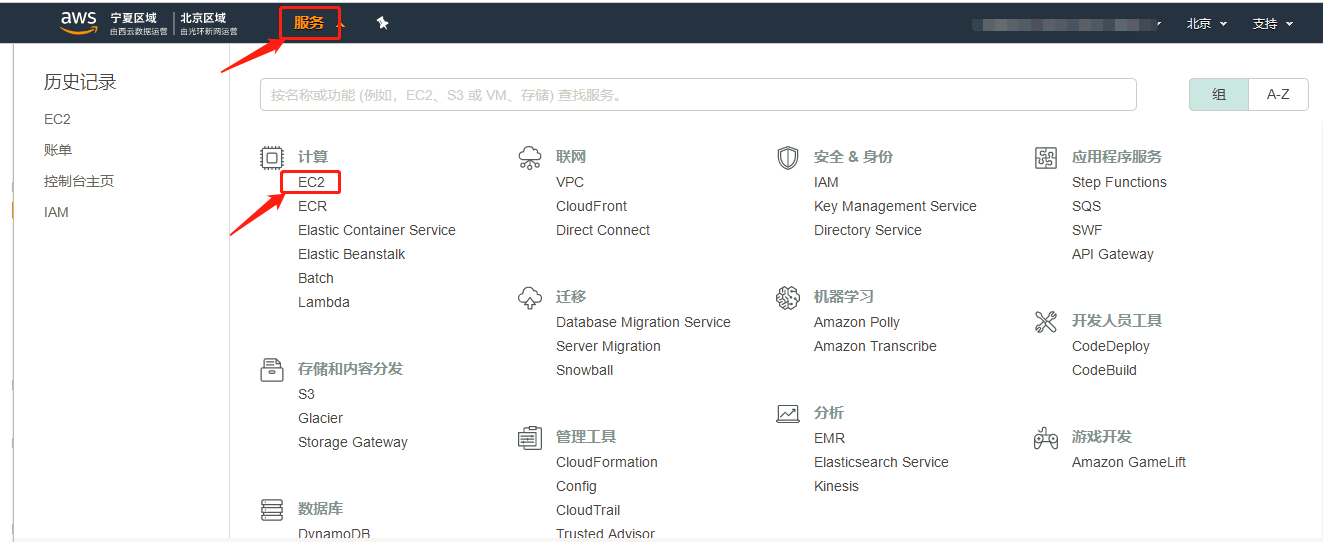 aws 宁夏区域 北京区域 服务 北京 支持
由西云数据运营 由光环新网运营
历史记录
EC2
账单
控制台主页
IAM
按名称或功能 (例如，EC2、S3 或 VM、存储) 查找服务。
组 A-Z
计算
EC2
ECR
Elastic Container Service
Elastic Beanstalk
Batch
Lambda
存储和内容分发
S3
Glacier
Storage Gateway
数据库
DynamoDB
联网
VPC
CloudFront
Direct Connect
迁移
Database Migration Service
Server Migration
Snowball
管理工具
CloudFormation
Config
CloudTrail
Trusted Advisor
安全 & 身份
IAM
Key Management Service
Directory Service
机器学习
Amazon Polly
Amazon Transcribe
分析
EMR
Elasticsearch Service
Kinesis
应用程序服务
Step Functions
SQS
SWF
API Gateway
开发人员工具
CodeDeploy
CodeBuild
游戏开发
Amazon GameLift